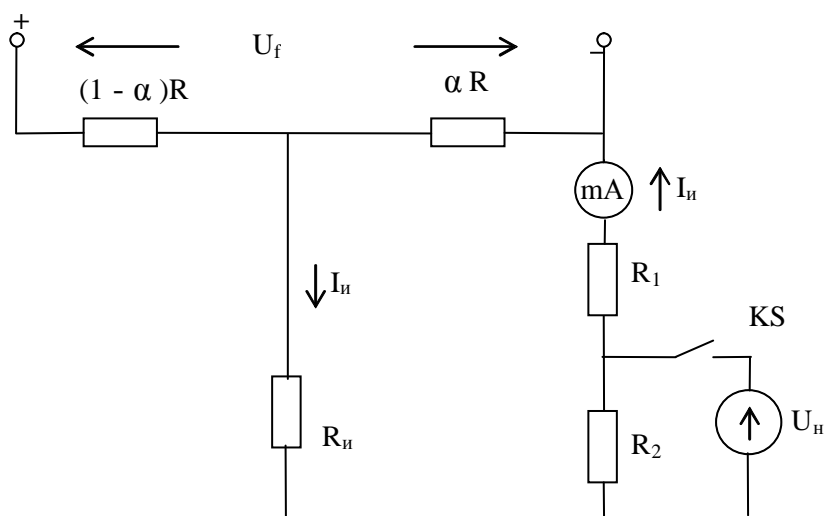 +
U_f
−
(1 - α )R
α R
mA
I_и
R_1
I_и
KS
R_и
R_2
U_н